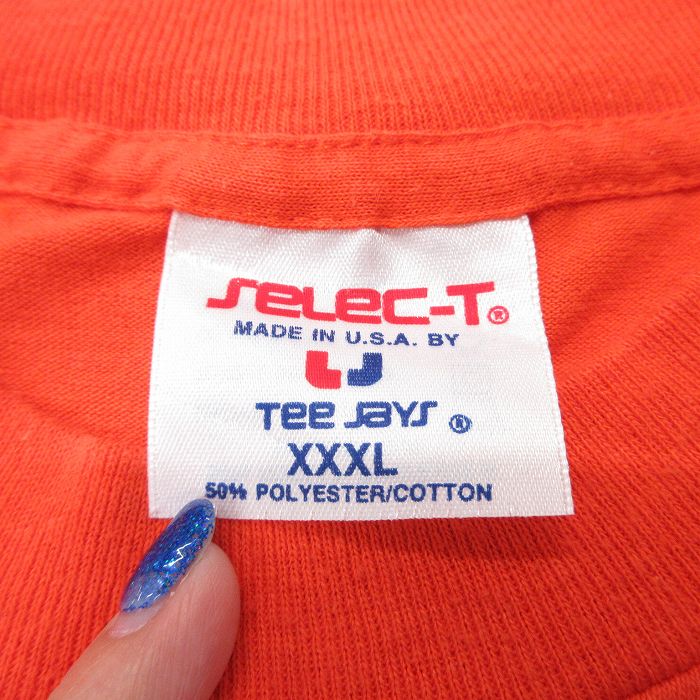 SELEC-T®
MADE IN U.S.A. BY
TEE JAYS ®
XXXL
50% POLYESTER/COTTON